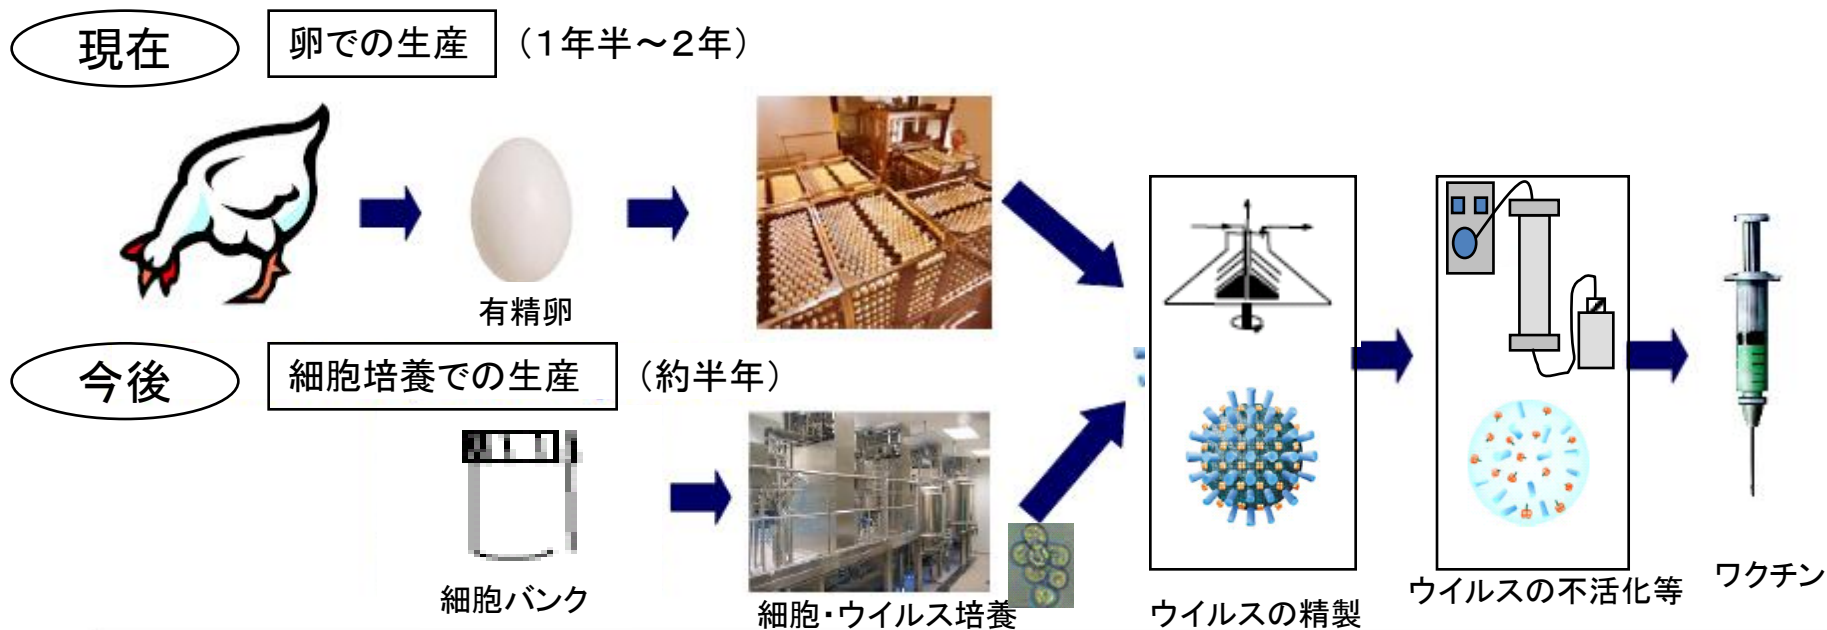 現在
卵での生産
（１年半～２年）
有精卵
今後
細胞培養での生産
（約半年）
細胞バンク
細胞・ウイルス培養
ウイルスの精製
ウイルスの不活化等
ワクチン